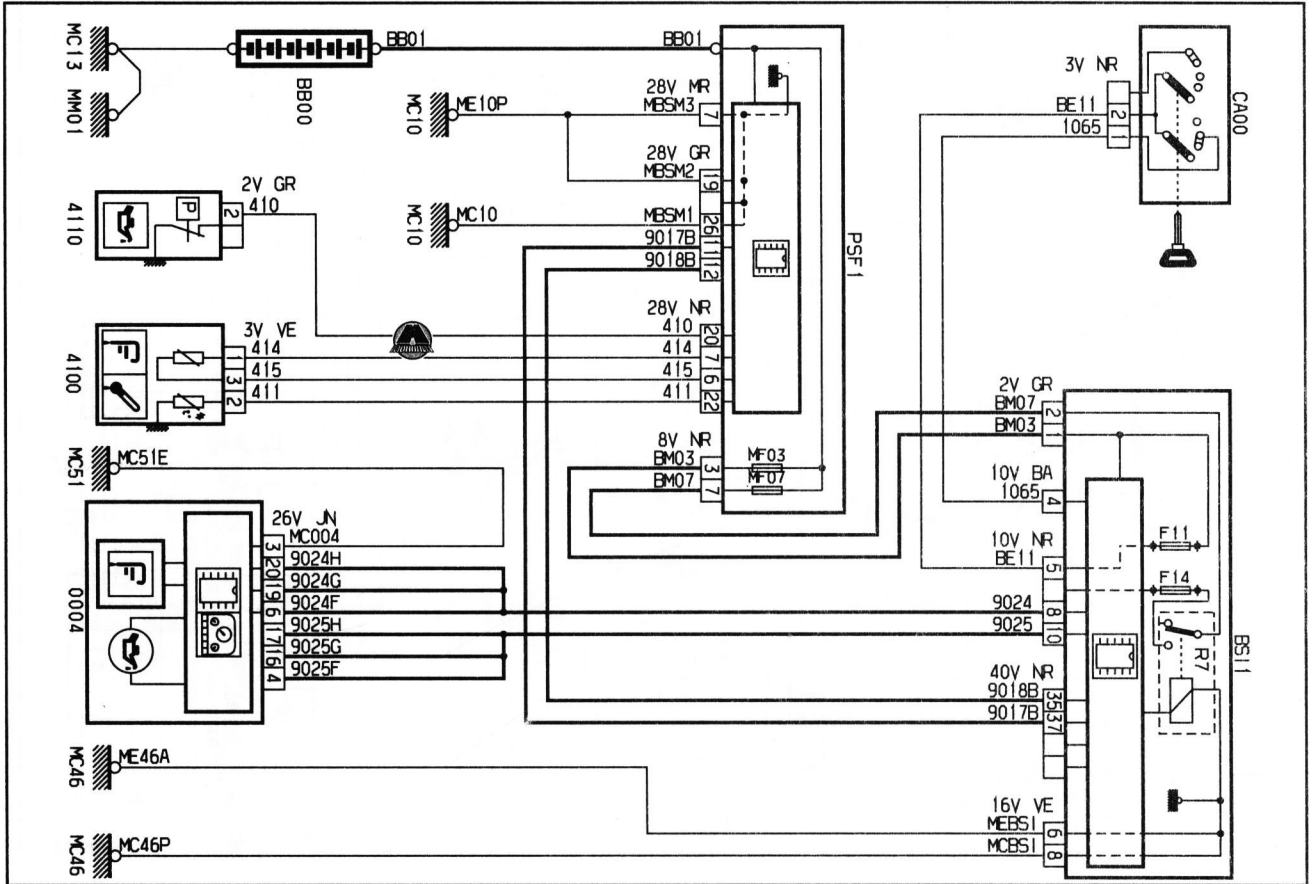 MC13
MM01
BB00
BB01
BB01
28V MR
MBSM3
7
ME10P
MC10
28V GR
MBSM2
19
MBSM1
26
MC10
MC10
9017B
11
9018B
12
PSF1
2V GR
410
2
P
4110
28V NR
410
20
414
7
415
6
411
22
3V VE
414
1
415
3
411
2
4100
8V NR
BM03
3
MF03
BM07
7
MF07
3V NR
BE11
2
1065
1
CA00
MC51E
MC51
26V JN
MC004
3
9024H
20
9024G
19
9024F
6
9025H
11
9025G
17
16
9025F
4
0004
2V GR
BM07
2
BM03
1
10V BA
1065
4
10V NR
BE11
5
F11
F14
9024
8
9025
10
R7
BSI1
40V NR
9018B
35
9017B
37
ME46A
MC46
16V VE
MEBSI
6
MCBSI
8
MC46P
MC46